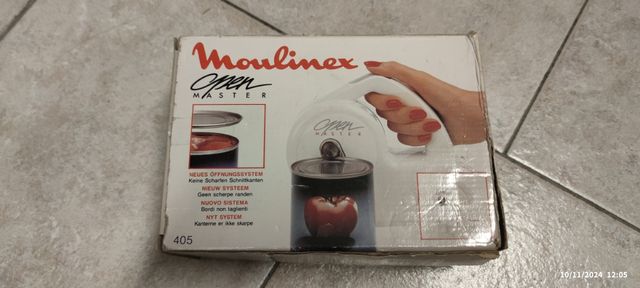 Moulinex
Open
MASTER
Open
MASTER
NEUES ÖFFNUNGSSYSTEM
Keine Scharfen Schnittkanten
NIEUW SYSTEEM
Geen scherpe randen
NUOVO SISTEMA
Bordi non taglienti
NYT SYSTEM
Kanterne er ikke skarpe
405
10/11/2024 12:05